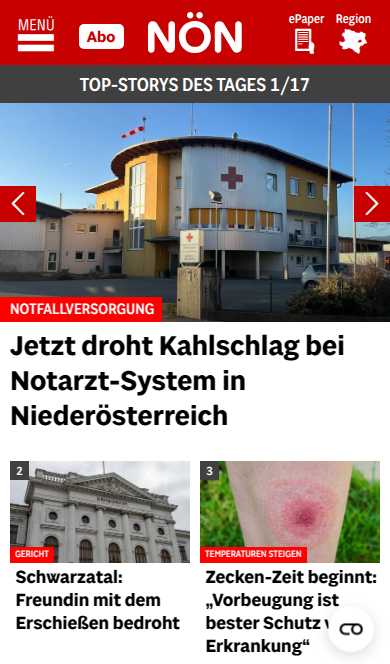 MENÜ
Abo
NÖN
ePaper
Region
TOP-STORYS DES TAGES 1/17
NOTFALLVERSORGUNG
Jetzt droht Kahlschlag bei
Notarzt-System in
Niederösterreich
2
GERICHT
Schwarzatal:
Freundin mit dem
Erschießen bedroht
3
TEMPERATUREN STEIGEN
Zecken-Zeit beginnt:
„Vorbeugung ist
bester Schutz
Erkrankung“